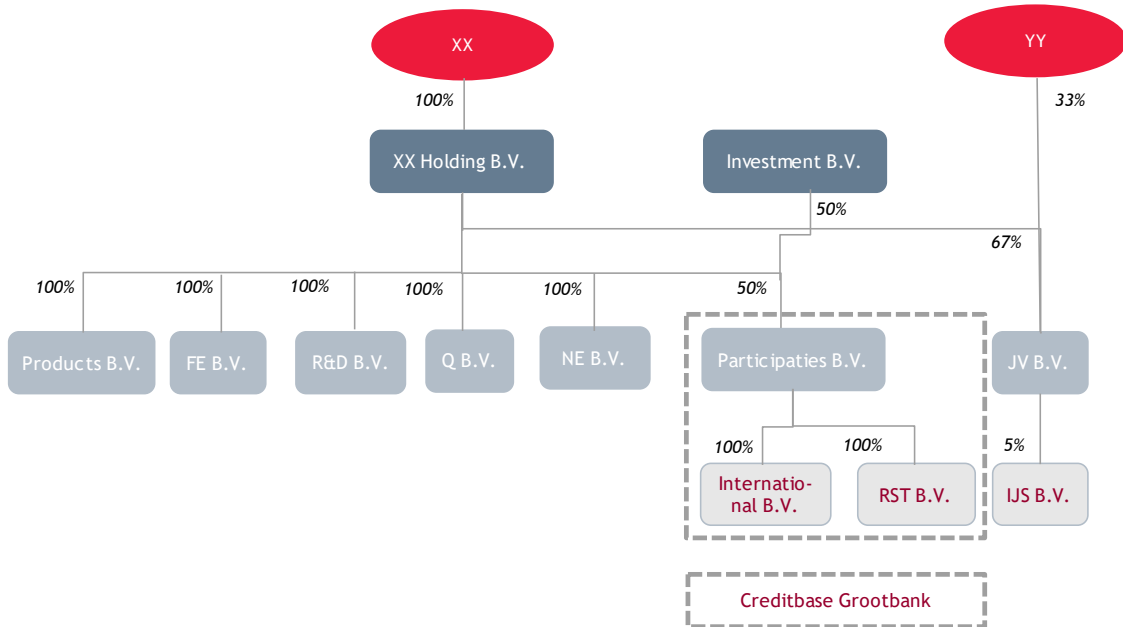 XX
YY
100%
33%
XX Holding B.V.
Investment B.V.
50%
67%
100%
100%
100%
100%
100%
50%
Products B.V.
FE B.V.
R&D B.V.
Q B.V.
NE B.V.
Participaties B.V.
JV B.V.
100%
100%
5%
Internatio-
nal B.V.
RST B.V.
IJS B.V.
Creditbase Grootbank